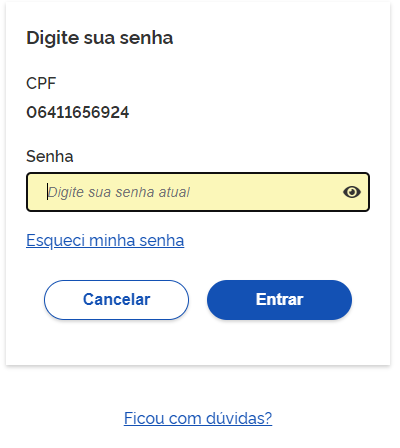 Digite sua senha
CPF
06411656924
Senha
Digite sua senha atual
Esqueci minha senha
Cancelar
Entrar
Ficou com dúvidas?